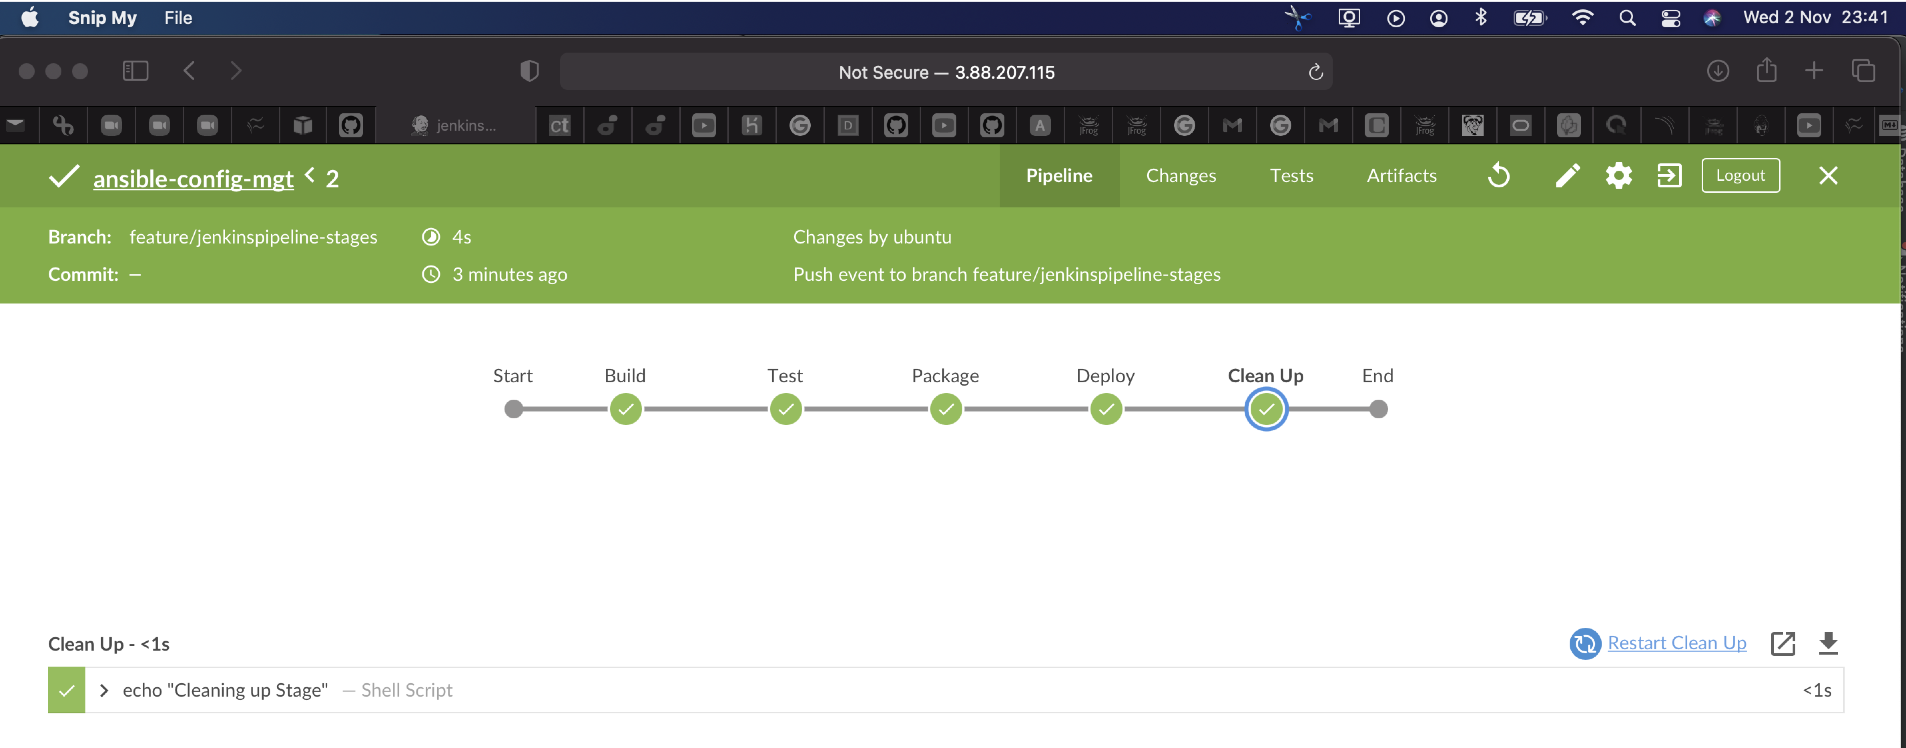 Snip My File Wed 2 Nov 23:41
Not Secure — 3.88.207.115
jenkins... ct
ansible-config-mgt < 2 Pipeline Changes Tests Artifacts Logout
Branch: feature/jenkinspipeline-stages 4s Changes by ubuntu
Commit: — 3 minutes ago Push event to branch feature/jenkinspipeline-stages
Start Build Test Package Deploy Clean Up End
Clean Up - <1s Restart Clean Up
echo "Cleaning up Stage" — Shell Script <1s